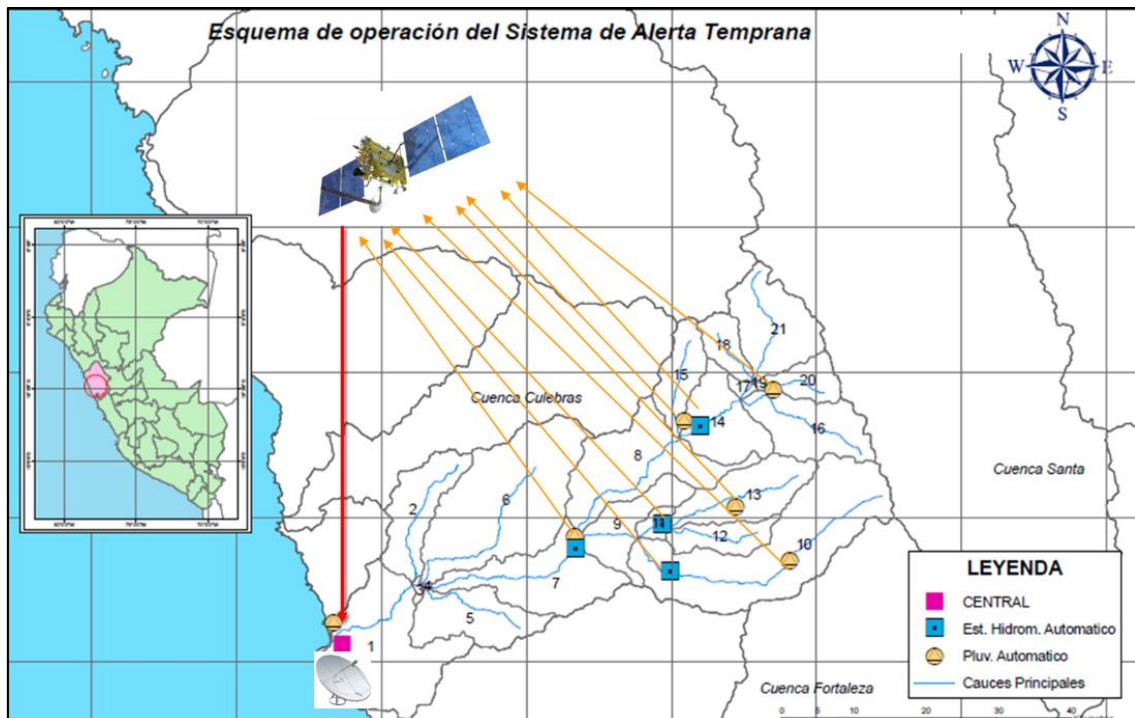 Esquema de operación del Sistema de Alerta Temprana
N
W
E
S
21
18
15
17
19
20
Cuenca Culebras
14
16
8
Cuenca Santa
2
6
13
9
11
12
10
7
34
5
1
LEYENDA
CENTRAL
Est. Hidrom. Automatico
Pluv. Automatico
Cauces Principales
Cuenca Fortaleza
0 5 10 20 30 40